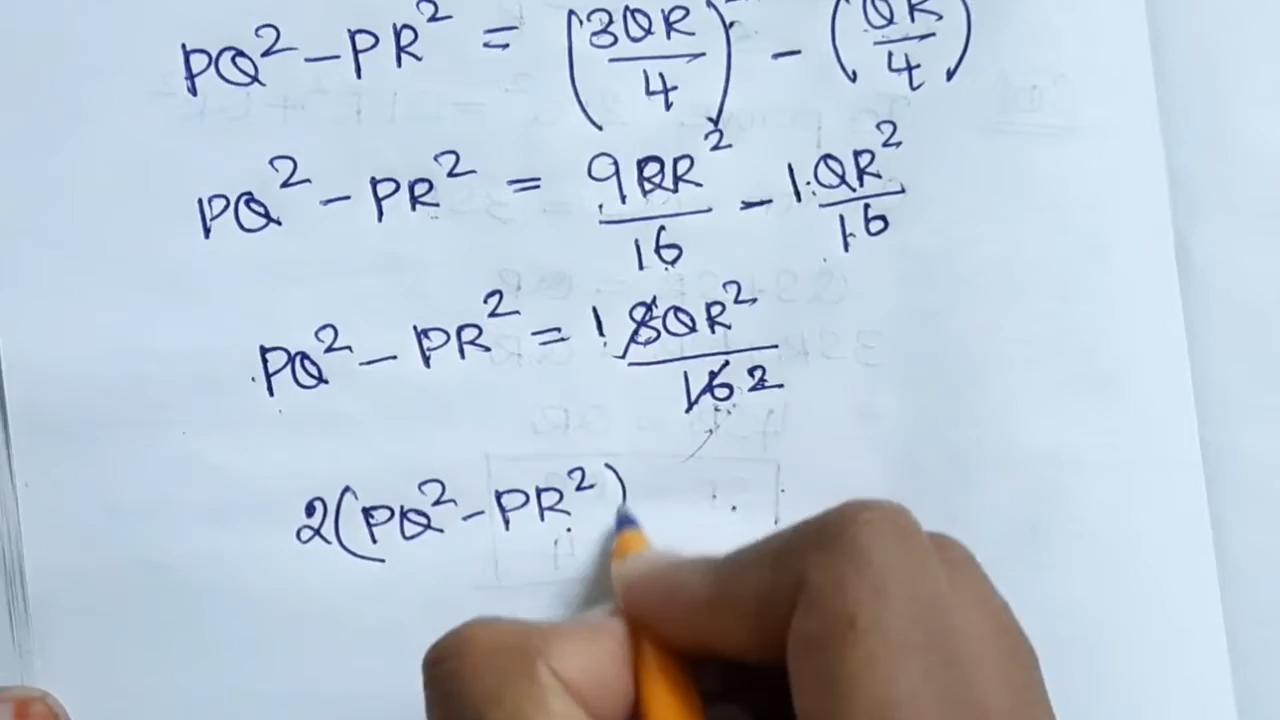 PQ² - PR² = (3QR/4)² - (QR/4)
PQ² - PR² = 9QR²/16 - 1QR²/16
PQ² - PR² = 1 8QR²/16 2
2(PQ² - PR²)